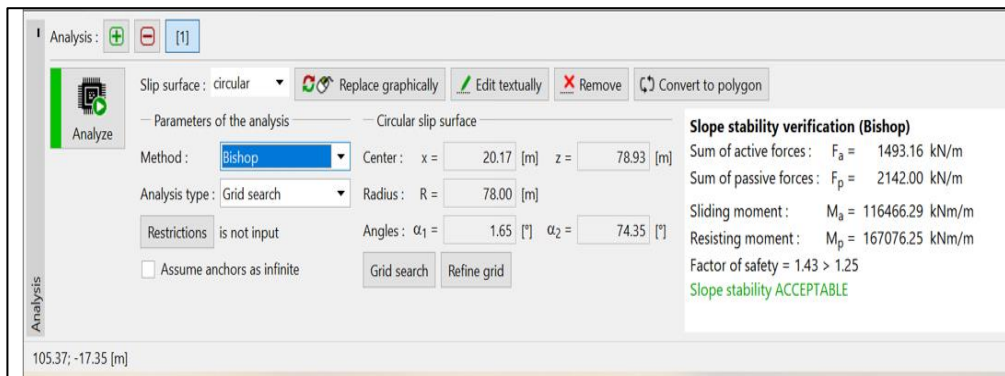 Analysis : [1]
Analyze
Slip surface : circular Replace graphically Edit textually Remove Convert to polygon
Parameters of the analysis
Method : Bishop
Analysis type : Grid search
Restrictions is not input
Assume anchors as infinite
Circular slip surface
Center : x = 20.17 [m] z = 78.93 [m]
Radius : R = 78.00 [m]
Angles : α1 = 1.65 [°] α2 = 74.35 [°]
Grid search Refine grid
Slope stability verification (Bishop)
Sum of active forces : Fa = 1493.16 kN/m
Sum of passive forces : Fp = 2142.00 kN/m
Sliding moment : Ma = 116466.29 kNm/m
Resisting moment : Mp = 167076.25 kNm/m
Factor of safety = 1.43 > 1.25
Slope stability ACCEPTABLE
Analysis
105.37; -17.35 [m]